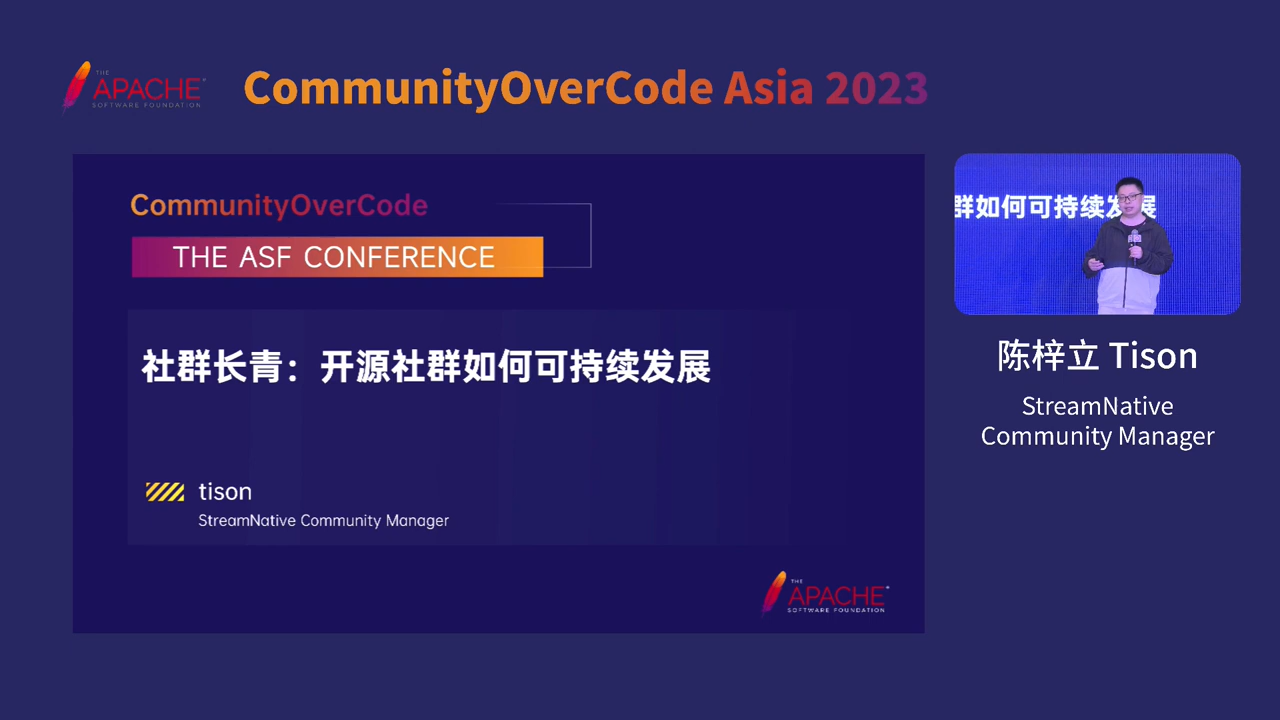 THE
APACHE
SOFTWARE FOUNDATION
CommunityOverCode Asia 2023
CommunityOverCode
THE ASF CONFERENCE
社群长青：开源社群如何可持续发展
tison
StreamNative Community Manager
THE
APACHE
SOFTWARE FOUNDATION
群如何可持续发展
陈梓立 Tison
StreamNative
Community Manager